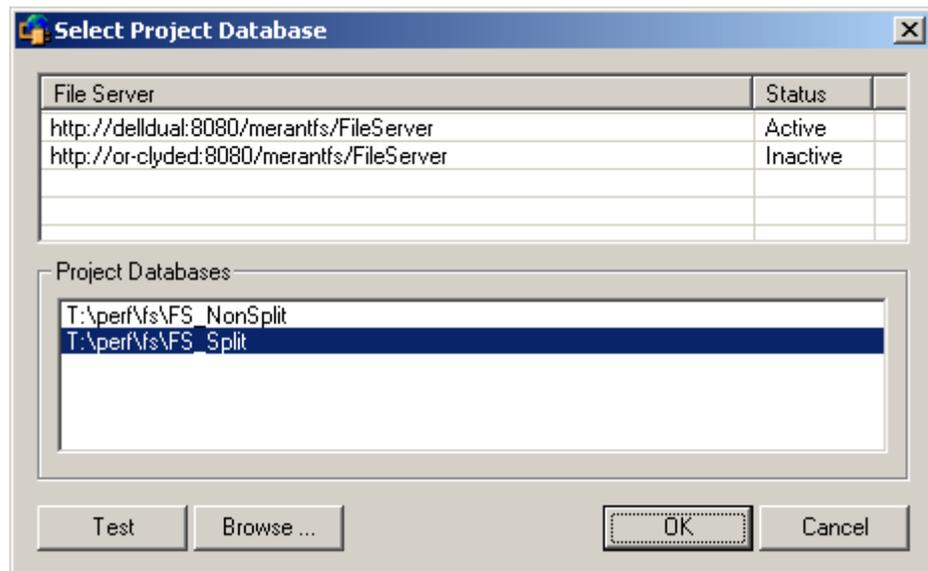 Select Project Database
File Server Status
http://delldual:8080/merantfs/FileServer Active
http://or-clyded:8080/merantfs/FileServer Inactive
Project Databases
T:\perf\fs\FS_NonSplit
T:\perf\fs\FS_Split
Test Browse ... OK Cancel